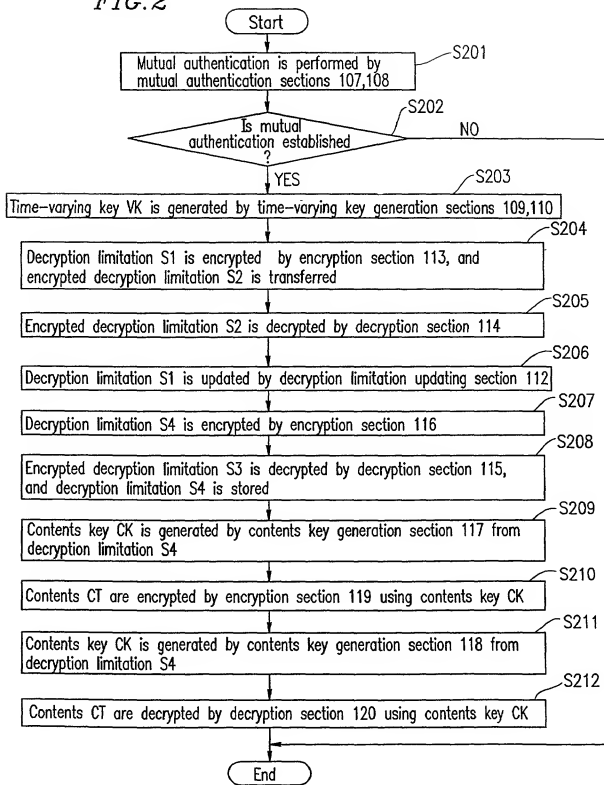 FIG.2
Start
S201
Mutual authentication is performed by
mutual authentication sections 107,108
S202
Is mutual
authentication established
?
NO
YES
S203
Time-varying key VK is generated by time-varying key generation sections 109,110
S204
Decryption limitation S1 is encrypted by encryption section 113, and
encrypted decryption limitation S2 is transferred
S205
Encrypted decryption limitation S2 is decrypted by decryption section 114
S206
Decryption limitation S1 is updated by decryption limitation updating section 112
S207
Decryption limitation S4 is encrypted by encryption section 116
S208
Encrypted decryption limitation S3 is decrypted by decryption section 115,
and decryption limitation S4 is stored
S209
Contents key CK is generated by contents key generation section 117 from
decryption limitation S4
S210
Contents CT are encrypted by encryption section 119 using contents key CK
S211
Contents key CK is generated by contents key generation section 118 from
decryption limitation S4
S212
Contents CT are decrypted by decryption section 120 using contents key CK
End